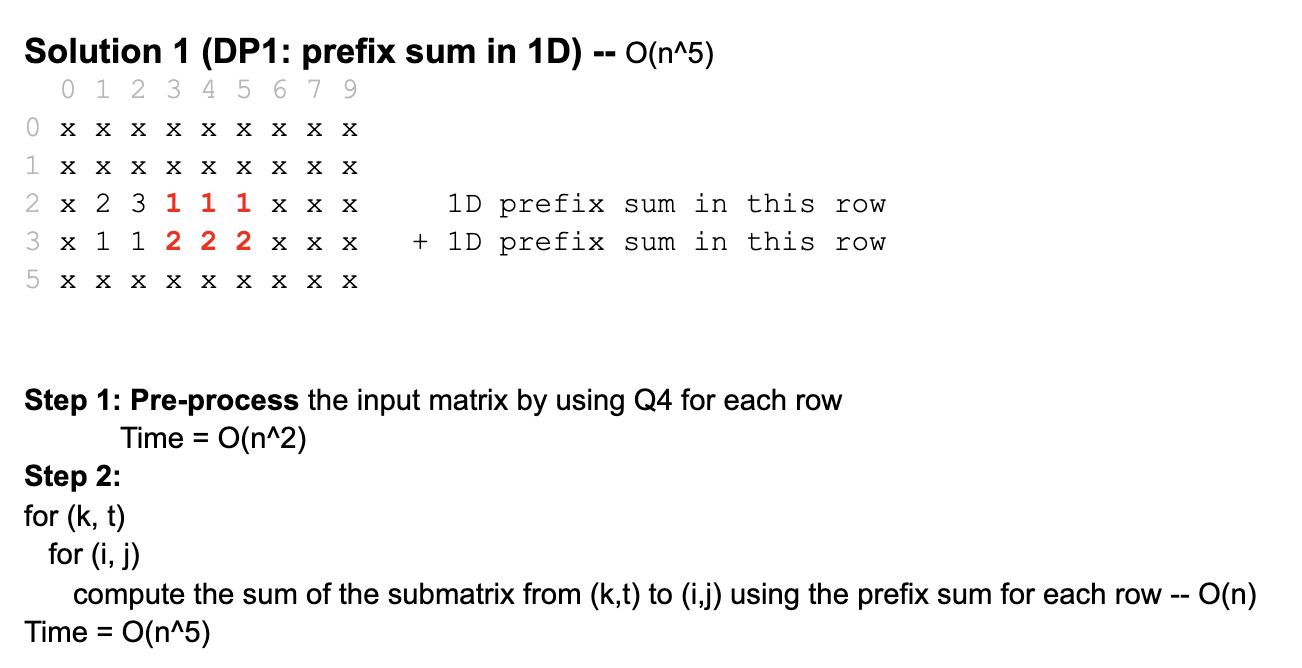 Solution 1 (DP1: prefix sum in 1D) -- O(n^5)
0 1 2 3 4 5 6 7 9
0 x x x x x x x x x
1 x x x x x x x x x
2 x 2 3 1 1 1 x x x 1D prefix sum in this row
3 x 1 1 2 2 2 x x x + 1D prefix sum in this row
5 x x x x x x x x x
Step 1: Pre-process the input matrix by using Q4 for each row
Time = O(n^2)
Step 2:
for (k, t)
for (i, j)
compute the sum of the submatrix from (k,t) to (i,j) using the prefix sum for each row -- O(n)
Time = O(n^5)